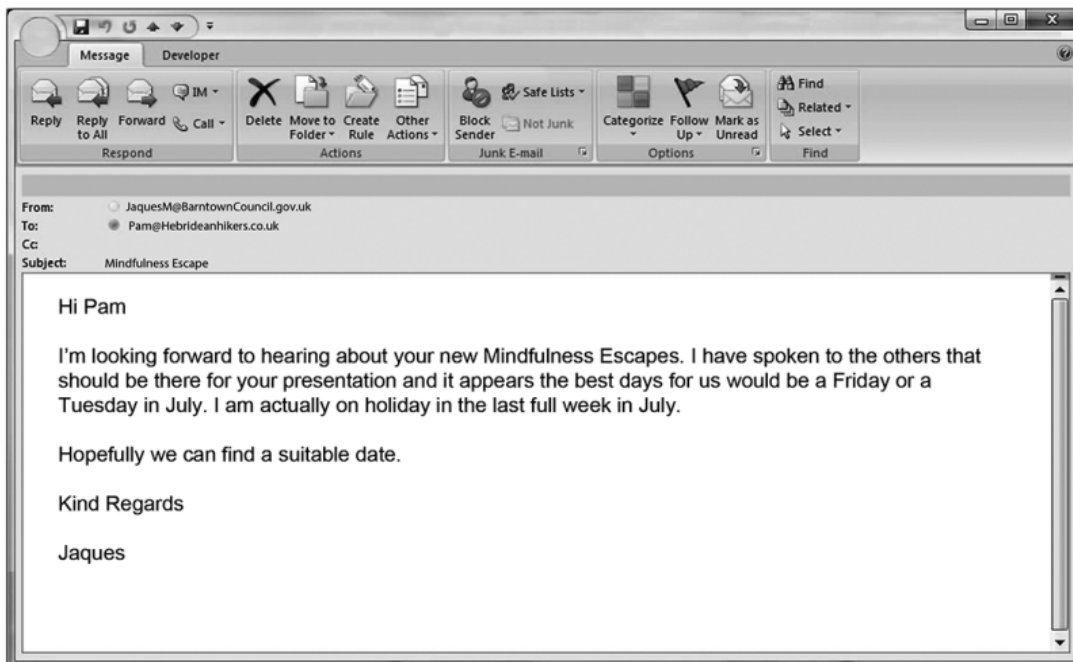 Message Developer
Reply
Reply to All
Forward
IM
Call
Respond
Delete
Move to Folder
Create Rule
Other Actions
Actions
Block Sender
Safe Lists
Not Junk
Junk E-mail
Categorize
Follow Up
Mark as Unread
Options
Find
Related
Select
Find
From: JaquesM@BarntownCouncil.gov.uk
To: Pam@Hebrideanhikers.co.uk
Cc:
Subject: Mindfulness Escape
Hi Pam
I'm looking forward to hearing about your new Mindfulness Escapes. I have spoken to the others that
should be there for your presentation and it appears the best days for us would be a Friday or a
Tuesday in July. I am actually on holiday in the last full week in July.
Hopefully we can find a suitable date.
Kind Regards
Jaques